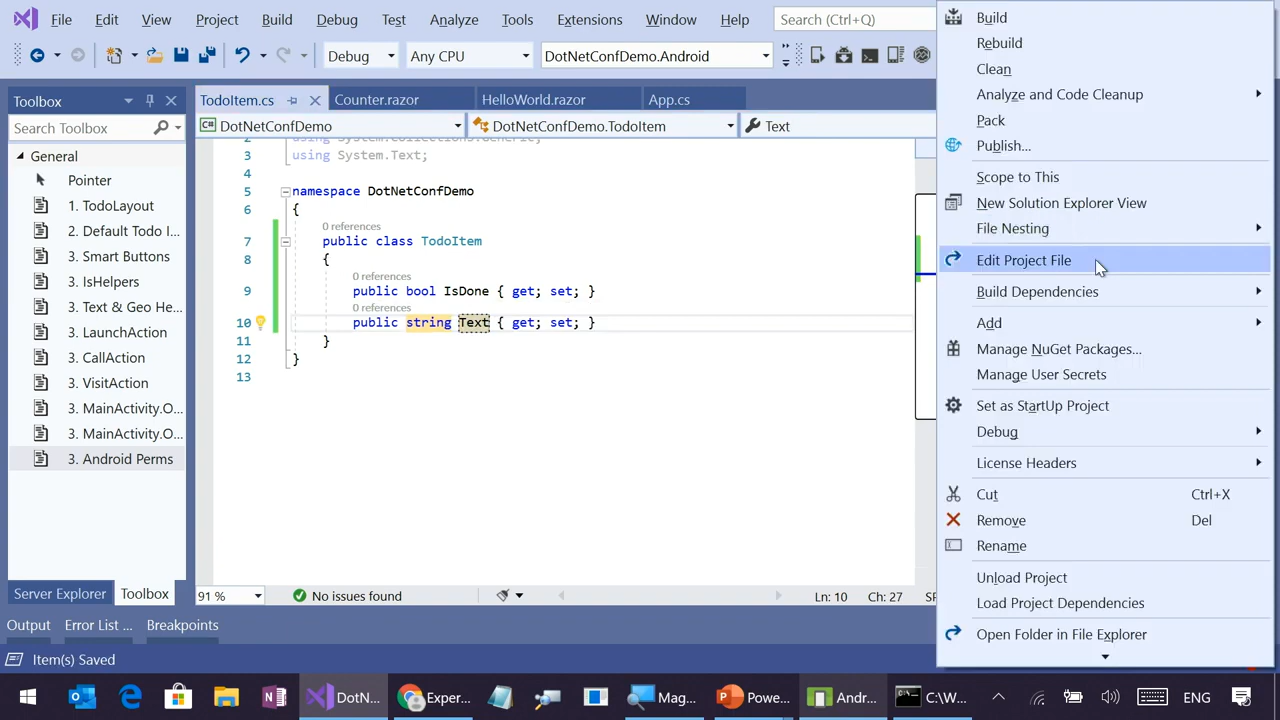 File Edit View Project Build Debug Test Analyze Tools Extensions Window Help Search (Ctrl+Q)
Debug Any CPU DotNetConfDemo.Android
Toolbox
Search Toolbox
General
Pointer
1. TodoLayout
2. Default Todo I...
3. Smart Buttons
3. IsHelpers
3. Text & Geo He...
3. LaunchAction
3. CallAction
3. VisitAction
3. MainActivity.O...
3. MainActivity.O...
3. Android Perms
Server Explorer Toolbox
TodoItem.cs Counter.razor HelloWorld.razor App.cs
DotNetConfDemo DotNetConfDemo.TodoItem Text
2 using System.Collections.Generic;
3 using System.Text;
4
5 namespace DotNetConfDemo
6 {
0 references
7 public class TodoItem
8 {
0 references
9 public bool IsDone { get; set; }
0 references
10 public string Text { get; set; }
11 }
12 }
13
91 % No issues found Ln: 10 Ch: 27
Build
Rebuild
Clean
Analyze and Code Cleanup
Pack
Publish...
Scope to This
New Solution Explorer View
File Nesting
Edit Project File
Build Dependencies
Add
Manage NuGet Packages...
Manage User Secrets
Set as StartUp Project
Debug
License Headers
Cut Ctrl+X
Remove Del
Rename
Unload Project
Load Project Dependencies
Open Folder in File Explorer
Output Error List ... Breakpoints
Item(s) Saved
DotN... Exper Mag... Powe... Andr... C:\W... ENG